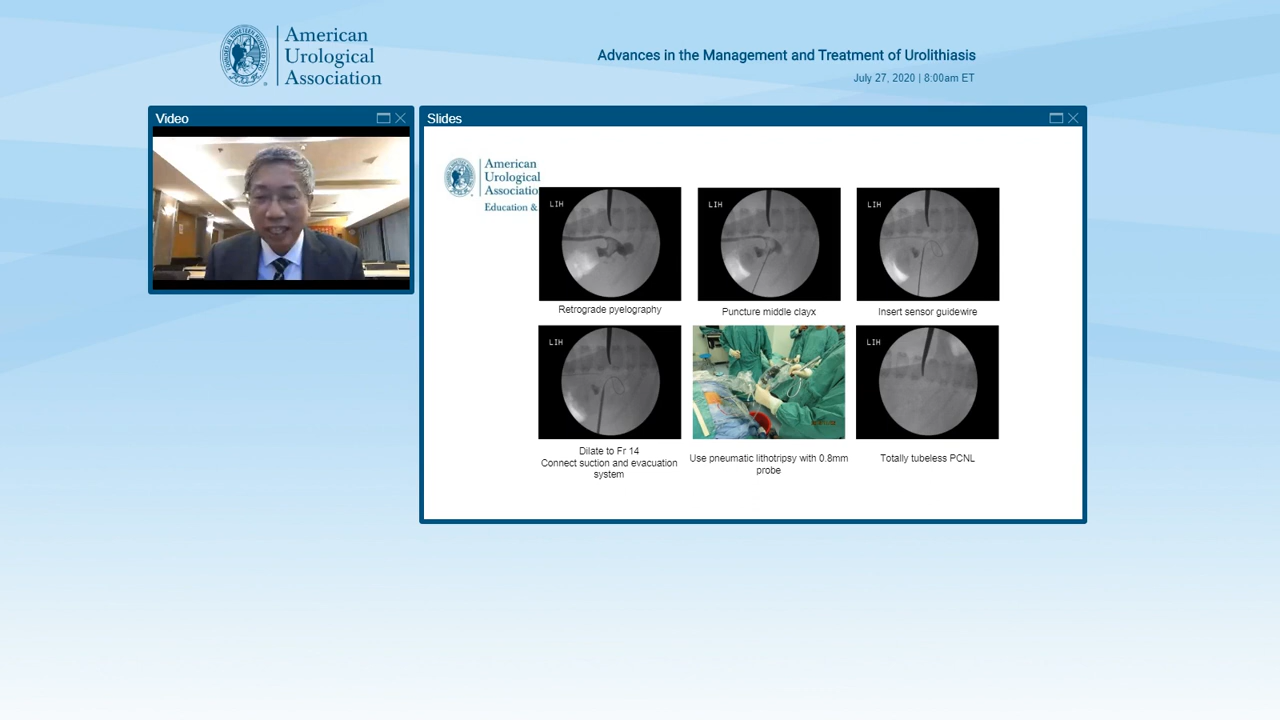 American
Urological
Association
Advances in the Management and Treatment of Urolithiasis
July 27, 2020 | 8:00am ET
Video
Slides
American
Urological
Associatio
Education &
LIH
LIH
LIH
Retrograde pyelography
Puncture middle clayx
Insert sensor guidewire
LIH
LIH
Dilate to Fr 14
Connect suction and evacuation
system
Use pneumatic lithotripsy with 0.8mm
probe
Totally tubeless PCNL